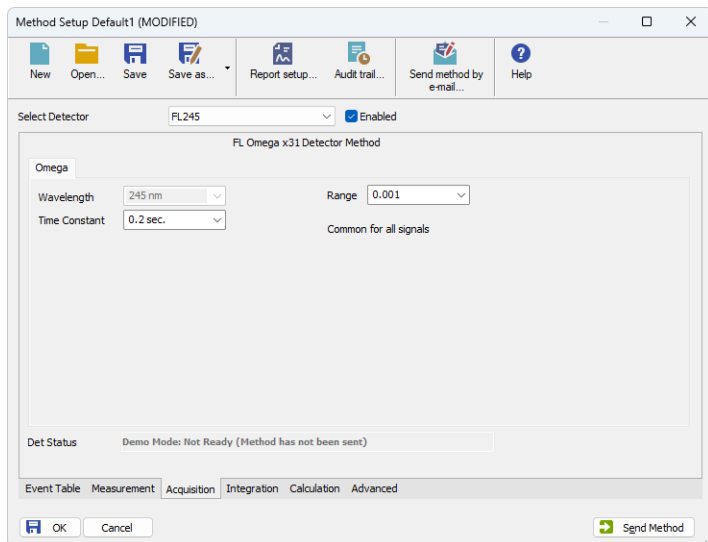 Method Setup Default1 (MODIFIED)
New Open... Save Save as... Report setup... Audit trail... Send method by e-mail... Help
Select Detector FL245 Enabled
FL Omega x31 Detector Method
Omega
Wavelength 245 nm Range 0.001
Time Constant 0.2 sec.
Common for all signals
Det Status Demo Mode: Not Ready (Method has not been sent)
Event Table Measurement Acquisition Integration Calculation Advanced
OK Cancel Send Method